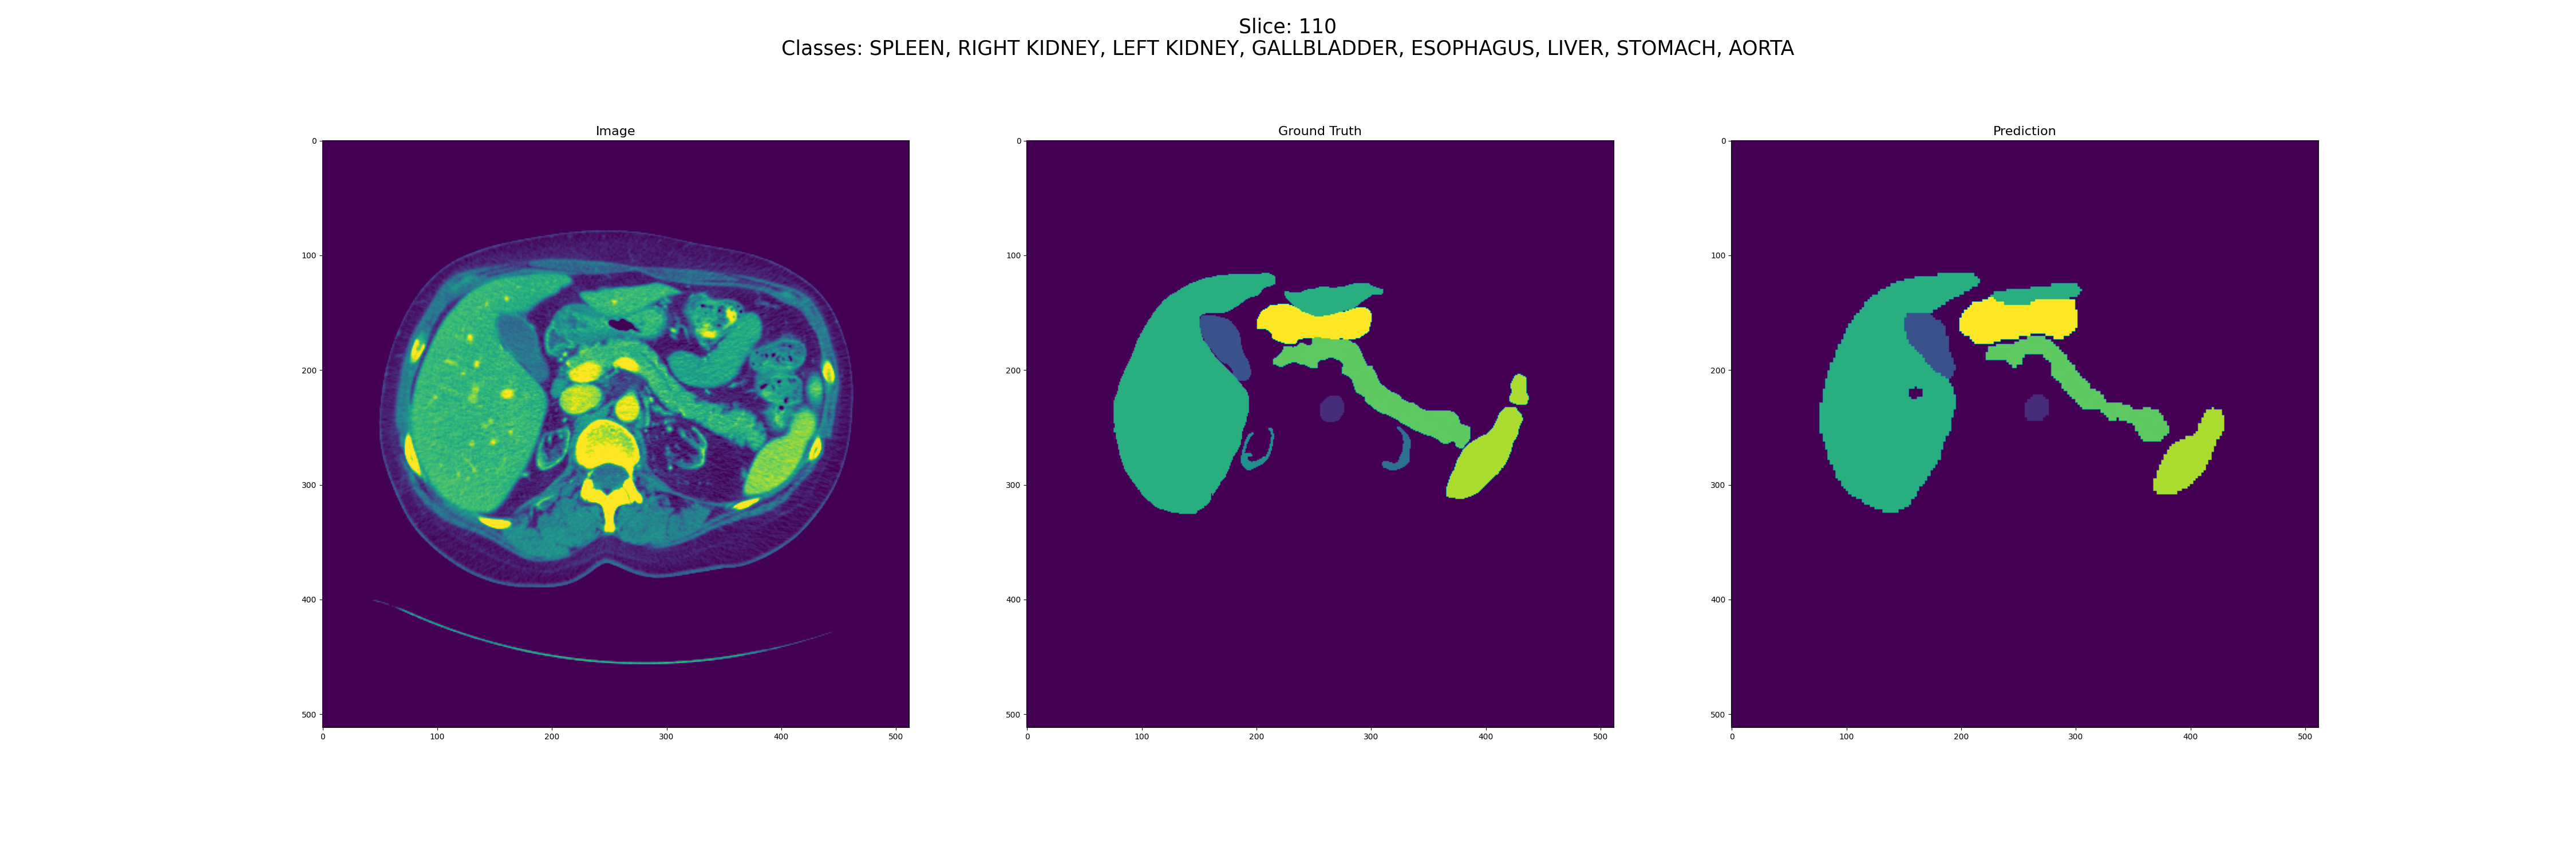 Slice: 110
Classes: SPLEEN, RIGHT KIDNEY, LEFT KIDNEY, GALLBLADDER, ESOPHAGUS, LIVER, STOMACH, AORTA
Image
0
100
200
300
400
500
0 100 200 300 400 500
Ground Truth
0
100
200
300
400
500
0 100 200 300 400 500
Prediction
0
100
200
300
400
500
0 100 200 300 400 500